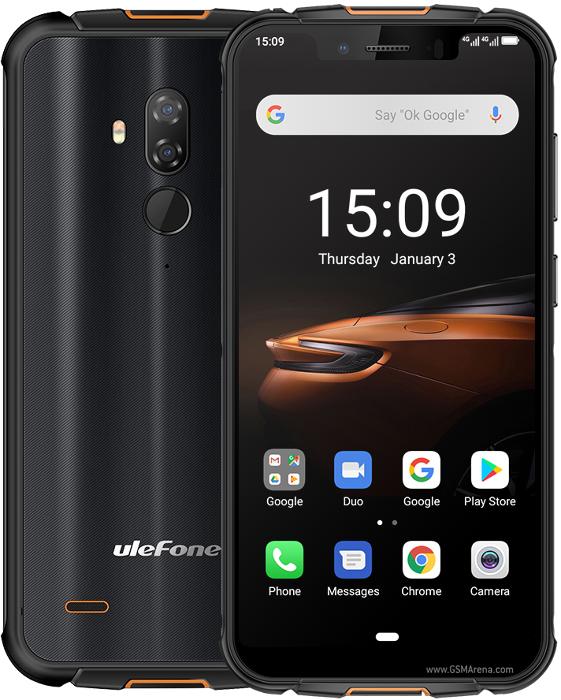 15:09
4G 4G
Say "Ok Google"
15:09
Thursday January 3
Google Duo Google Play Store
Phone Messages Chrome Camera
ulefone
www.GSMArena.com